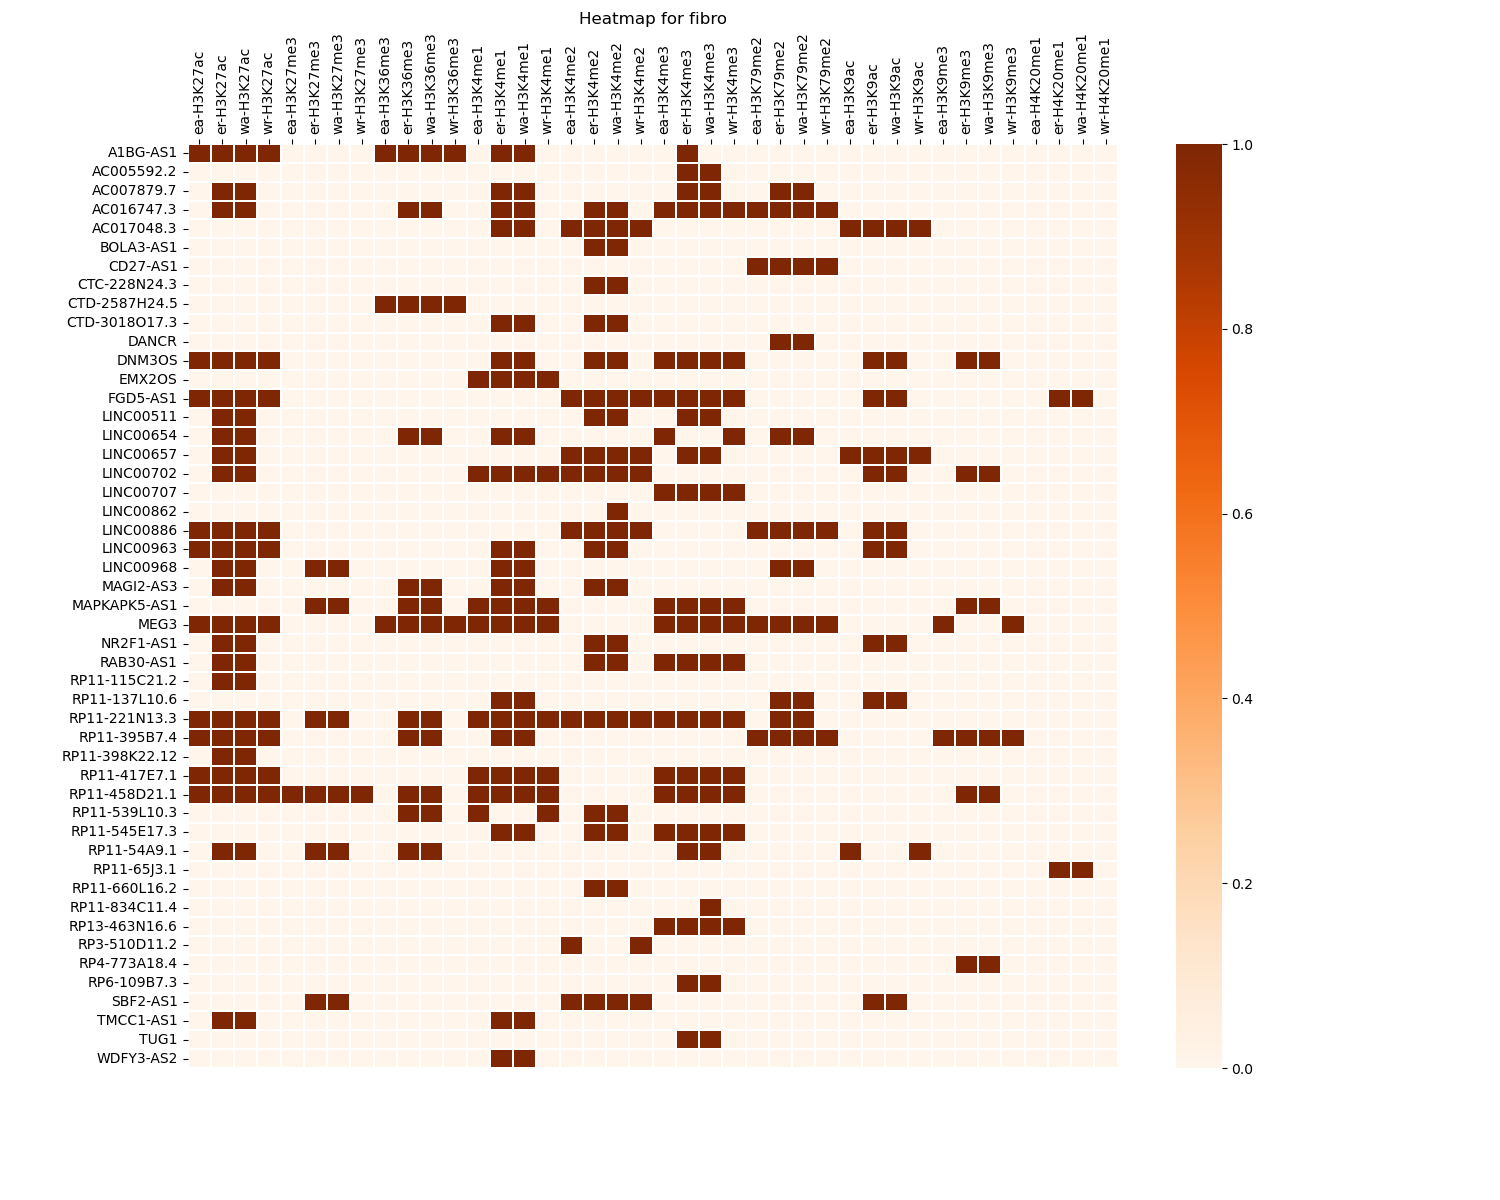 Heatmap for fibro
ea-H3K27ac
er-H3K27ac
wa-H3K27ac
wr-H3K27ac
ea-H3K27me3
er-H3K27me3
wa-H3K27me3
wr-H3K27me3
ea-H3K36me3
er-H3K36me3
wa-H3K36me3
wr-H3K36me3
ea-H3K4me1
er-H3K4me1
wa-H3K4me1
wr-H3K4me1
ea-H3K4me2
er-H3K4me2
wa-H3K4me2
wr-H3K4me2
ea-H3K4me3
er-H3K4me3
wa-H3K4me3
wr-H3K4me3
ea-H3K79me2
er-H3K79me2
wa-H3K79me2
wr-H3K79me2
ea-H3K9ac
er-H3K9ac
wa-H3K9ac
wr-H3K9ac
ea-H3K9me3
er-H3K9me3
wa-H3K9me3
wr-H3K9me3
ea-H4K20me1
er-H4K20me1
wa-H4K20me1
wr-H4K20me1
A1BG-AS1
AC005592.2
AC007879.7
AC016747.3
AC017048.3
BOLA3-AS1
CD27-AS1
CTC-228N24.3
CTD-2587H24.5
CTD-3018O17.3
DANCR
DNM3OS
EMX2OS
FGD5-AS1
LINC00511
LINC00654
LINC00657
LINC00702
LINC00707
LINC00862
LINC00886
LINC00963
LINC00968
MAGI2-AS3
MAPKAPK5-AS1
MEG3
NR2F1-AS1
RAB30-AS1
RP11-115C21.2
RP11-137L10.6
RP11-221N13.3
RP11-395B7.4
RP11-398K22.12
RP11-417E7.1
RP11-458D21.1
RP11-539L10.3
RP11-545E17.3
RP11-54A9.1
RP11-65J3.1
RP11-660L16.2
RP11-834C11.4
RP13-463N16.6
RP3-510D11.2
RP4-773A18.4
RP6-109B7.3
SBF2-AS1
TMCC1-AS1
TUG1
WDFY3-AS2
1.0
0.8
0.6
0.4
0.2
0.0